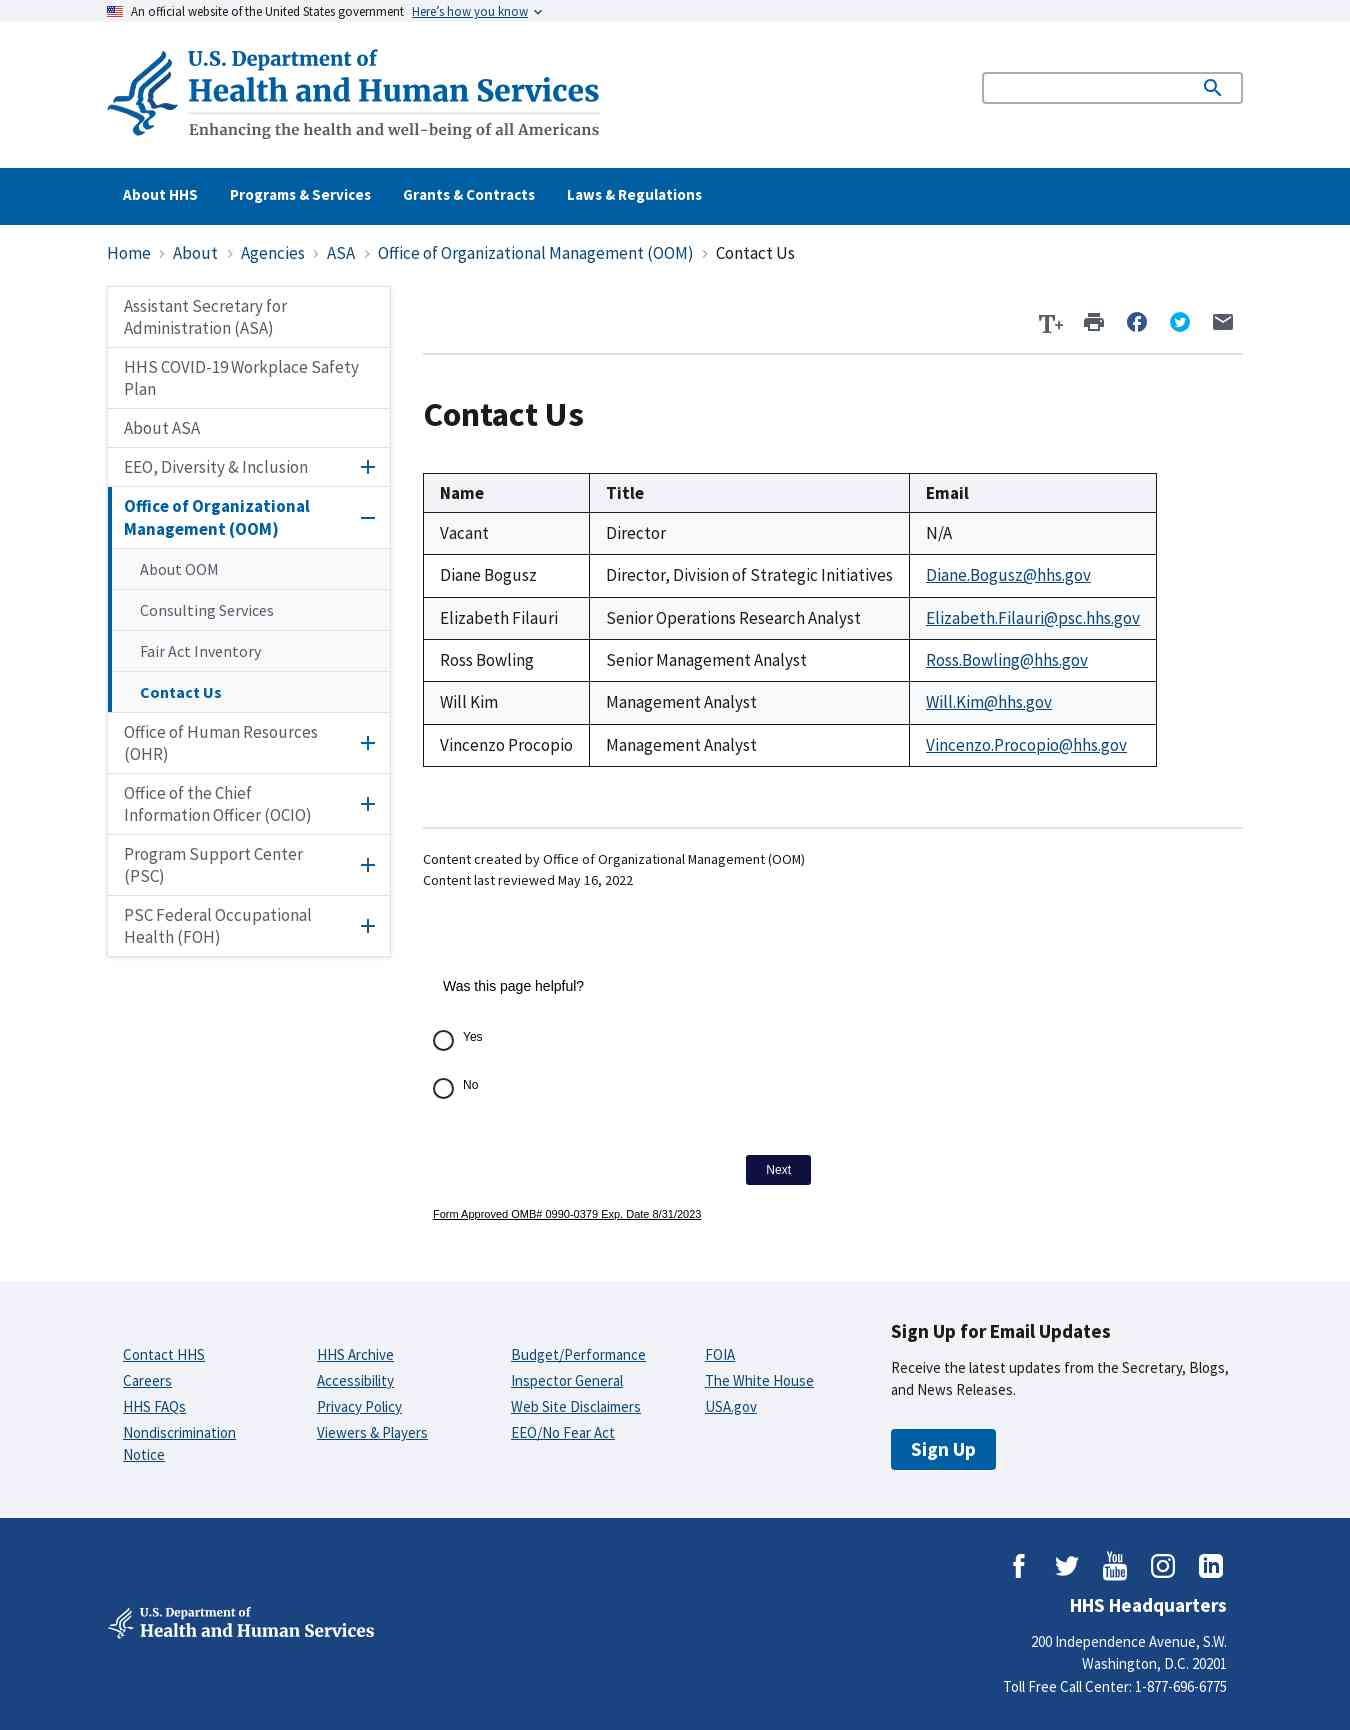 An official website of the United States government Here's how you know
U.S. Department of
Health and Human Services
Enhancing the health and well-being of all Americans
About HHS Programs & Services Grants & Contracts Laws & Regulations
Home About Agencies ASA Office of Organizational Management (OOM) Contact Us
Assistant Secretary for
Administration (ASA)
HHS COVID-19 Workplace Safety
Plan
About ASA
EEO, Diversity & Inclusion
Office of Organizational
Management (OOM)
About OOM
Consulting Services
Fair Act Inventory
Contact Us
Office of Human Resources
(OHR)
Office of the Chief
Information Officer (OCIO)
Program Support Center
(PSC)
PSC Federal Occupational
Health (FOH)
T+
Contact Us
Name Title Email
Vacant Director N/A
Diane Bogusz Director, Division of Strategic Initiatives Diane.Bogusz@hhs.gov
Elizabeth Filauri Senior Operations Research Analyst Elizabeth.Filauri@psc.hhs.gov
Ross Bowling Senior Management Analyst Ross.Bowling@hhs.gov
Will Kim Management Analyst Will.Kim@hhs.gov
Vincenzo Procopio Management Analyst Vincenzo.Procopio@hhs.gov
Content created by Office of Organizational Management (OOM)
Content last reviewed May 16, 2022
Was this page helpful?
Yes
No
Next
Form Approved OMB# 0990-0379 Exp. Date 8/31/2023
Contact HHS
Careers
HHS FAQs
Nondiscrimination
Notice
HHS Archive
Accessibility
Privacy Policy
Viewers & Players
Budget/Performance
Inspector General
Web Site Disclaimers
EEO/No Fear Act
FOIA
The White House
USA.gov
Sign Up for Email Updates
Receive the latest updates from the Secretary, Blogs,
and News Releases.
Sign Up
U.S. Department of
Health and Human Services
You
Tube
in
HHS Headquarters
200 Independence Avenue, S.W.
Washington, D.C. 20201
Toll Free Call Center: 1-877-696-6775